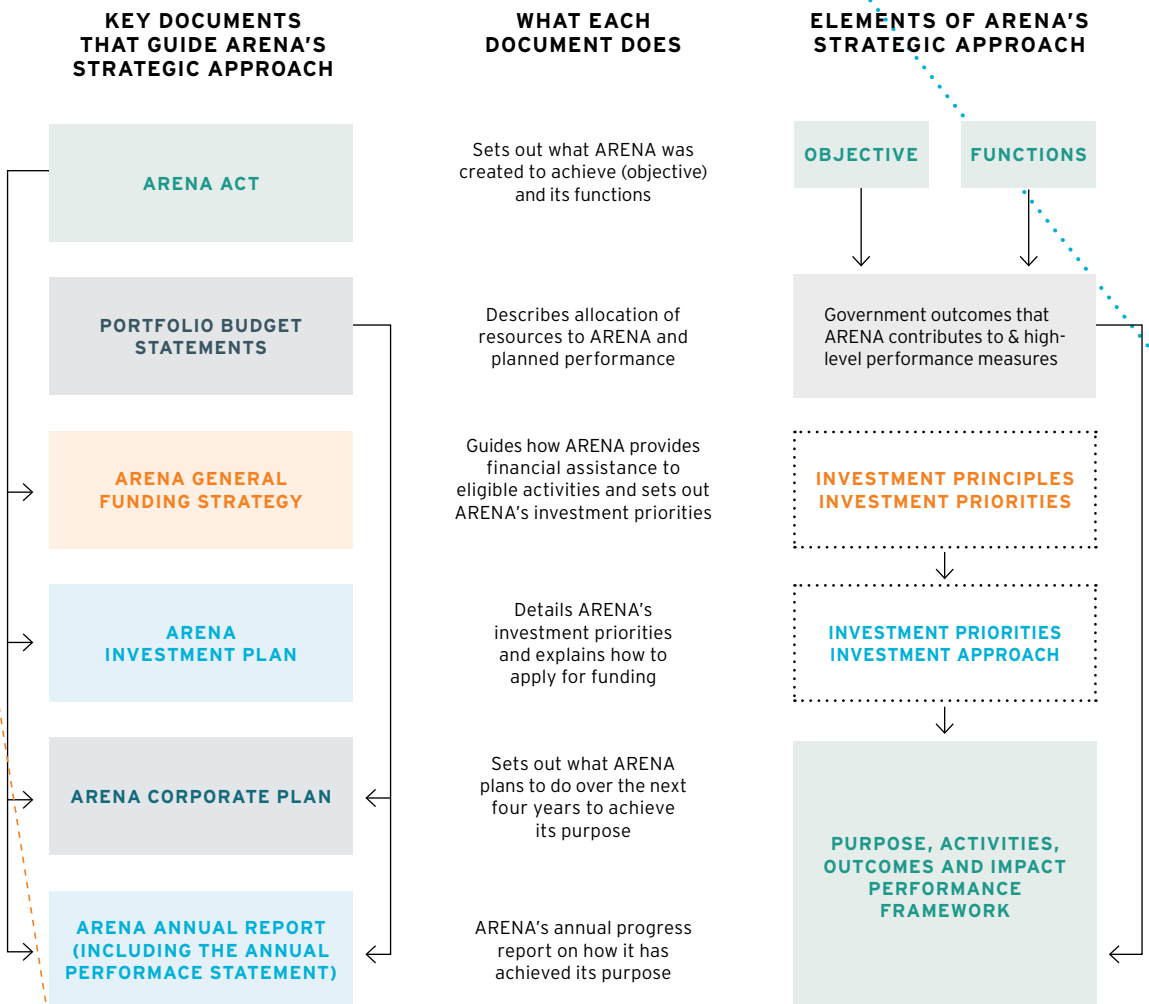 KEY DOCUMENTS
THAT GUIDE ARENA'S
STRATEGIC APPROACH
WHAT EACH
DOCUMENT DOES
ELEMENTS OF ARENA'S
STRATEGIC APPROACH
ARENA ACT
Sets out what ARENA was
created to achieve (objective)
and its functions
OBJECTIVE
FUNCTIONS
PORTFOLIO BUDGET
STATEMENTS
Describes allocation of
resources to ARENA and
planned performance
Government outcomes that
ARENA contributes to & high-
level performance measures
ARENA GENERAL
FUNDING STRATEGY
Guides how ARENA provides
financial assistance to
eligible activities and sets out
ARENA's investment priorities
INVESTMENT PRINCIPLES
INVESTMENT PRIORITIES
ARENA
INVESTMENT PLAN
Details ARENA's
investment priorities
and explains how to
apply for funding
INVESTMENT PRIORITIES
INVESTMENT APPROACH
ARENA CORPORATE PLAN
Sets out what ARENA
plans to do over the next
four years to achieve
its purpose
PURPOSE, ACTIVITIES,
OUTCOMES AND IMPACT
PERFORMANCE
FRAMEWORK
ARENA ANNUAL REPORT
(INCLUDING THE ANNUAL
PERFORMACE STATEMENT)
ARENA's annual progress
report on how it has
achieved its purpose